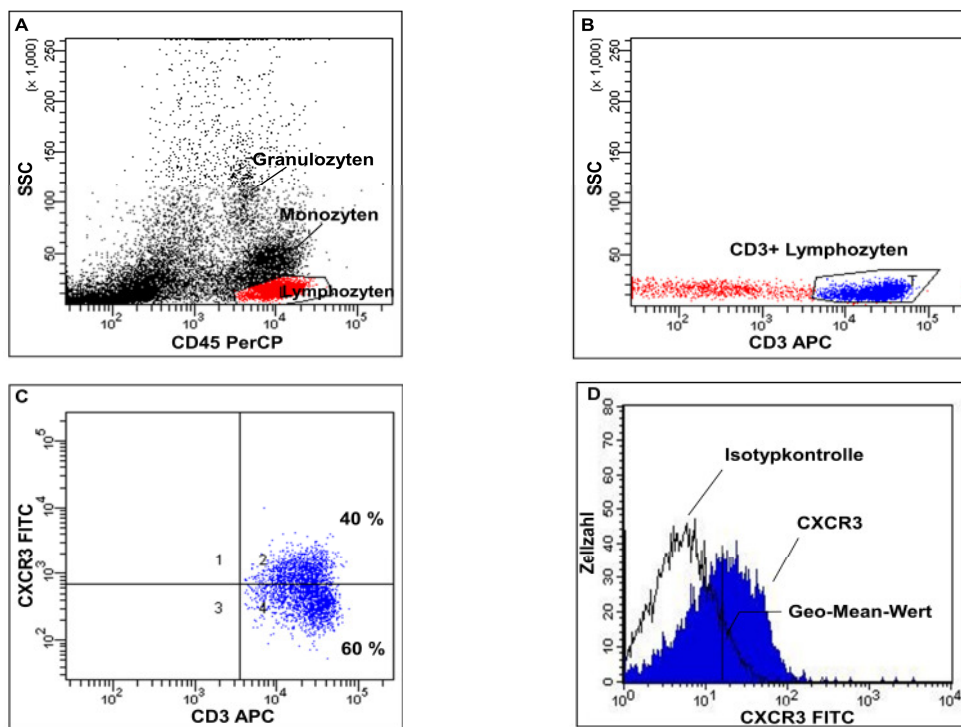 A
(× 1,000)
250
200
150
100
50
SSC
Granulozyten
Monozyten
Lymphozyten
10² 10³ 10⁴ 10⁵
CD45 PerCP
B
(× 1,000)
250
200
150
100
50
SSC
CD3+ Lymphozyten
T
10² 10³ 10⁴ 10⁵
CD3 APC
C
10⁵
10⁴
10³
10²
CXCR3 FITC
40 %
1 2
3 4
60 %
10² 10³ 10⁴ 10⁵
CD3 APC
D
80
70
60
50
40
30
20
10
0
Zellzahl
Isotypkontrolle
CXCR3
Geo-Mean-Wert
10⁰ 10¹ 10² 10³ 10⁴
CXCR3 FITC